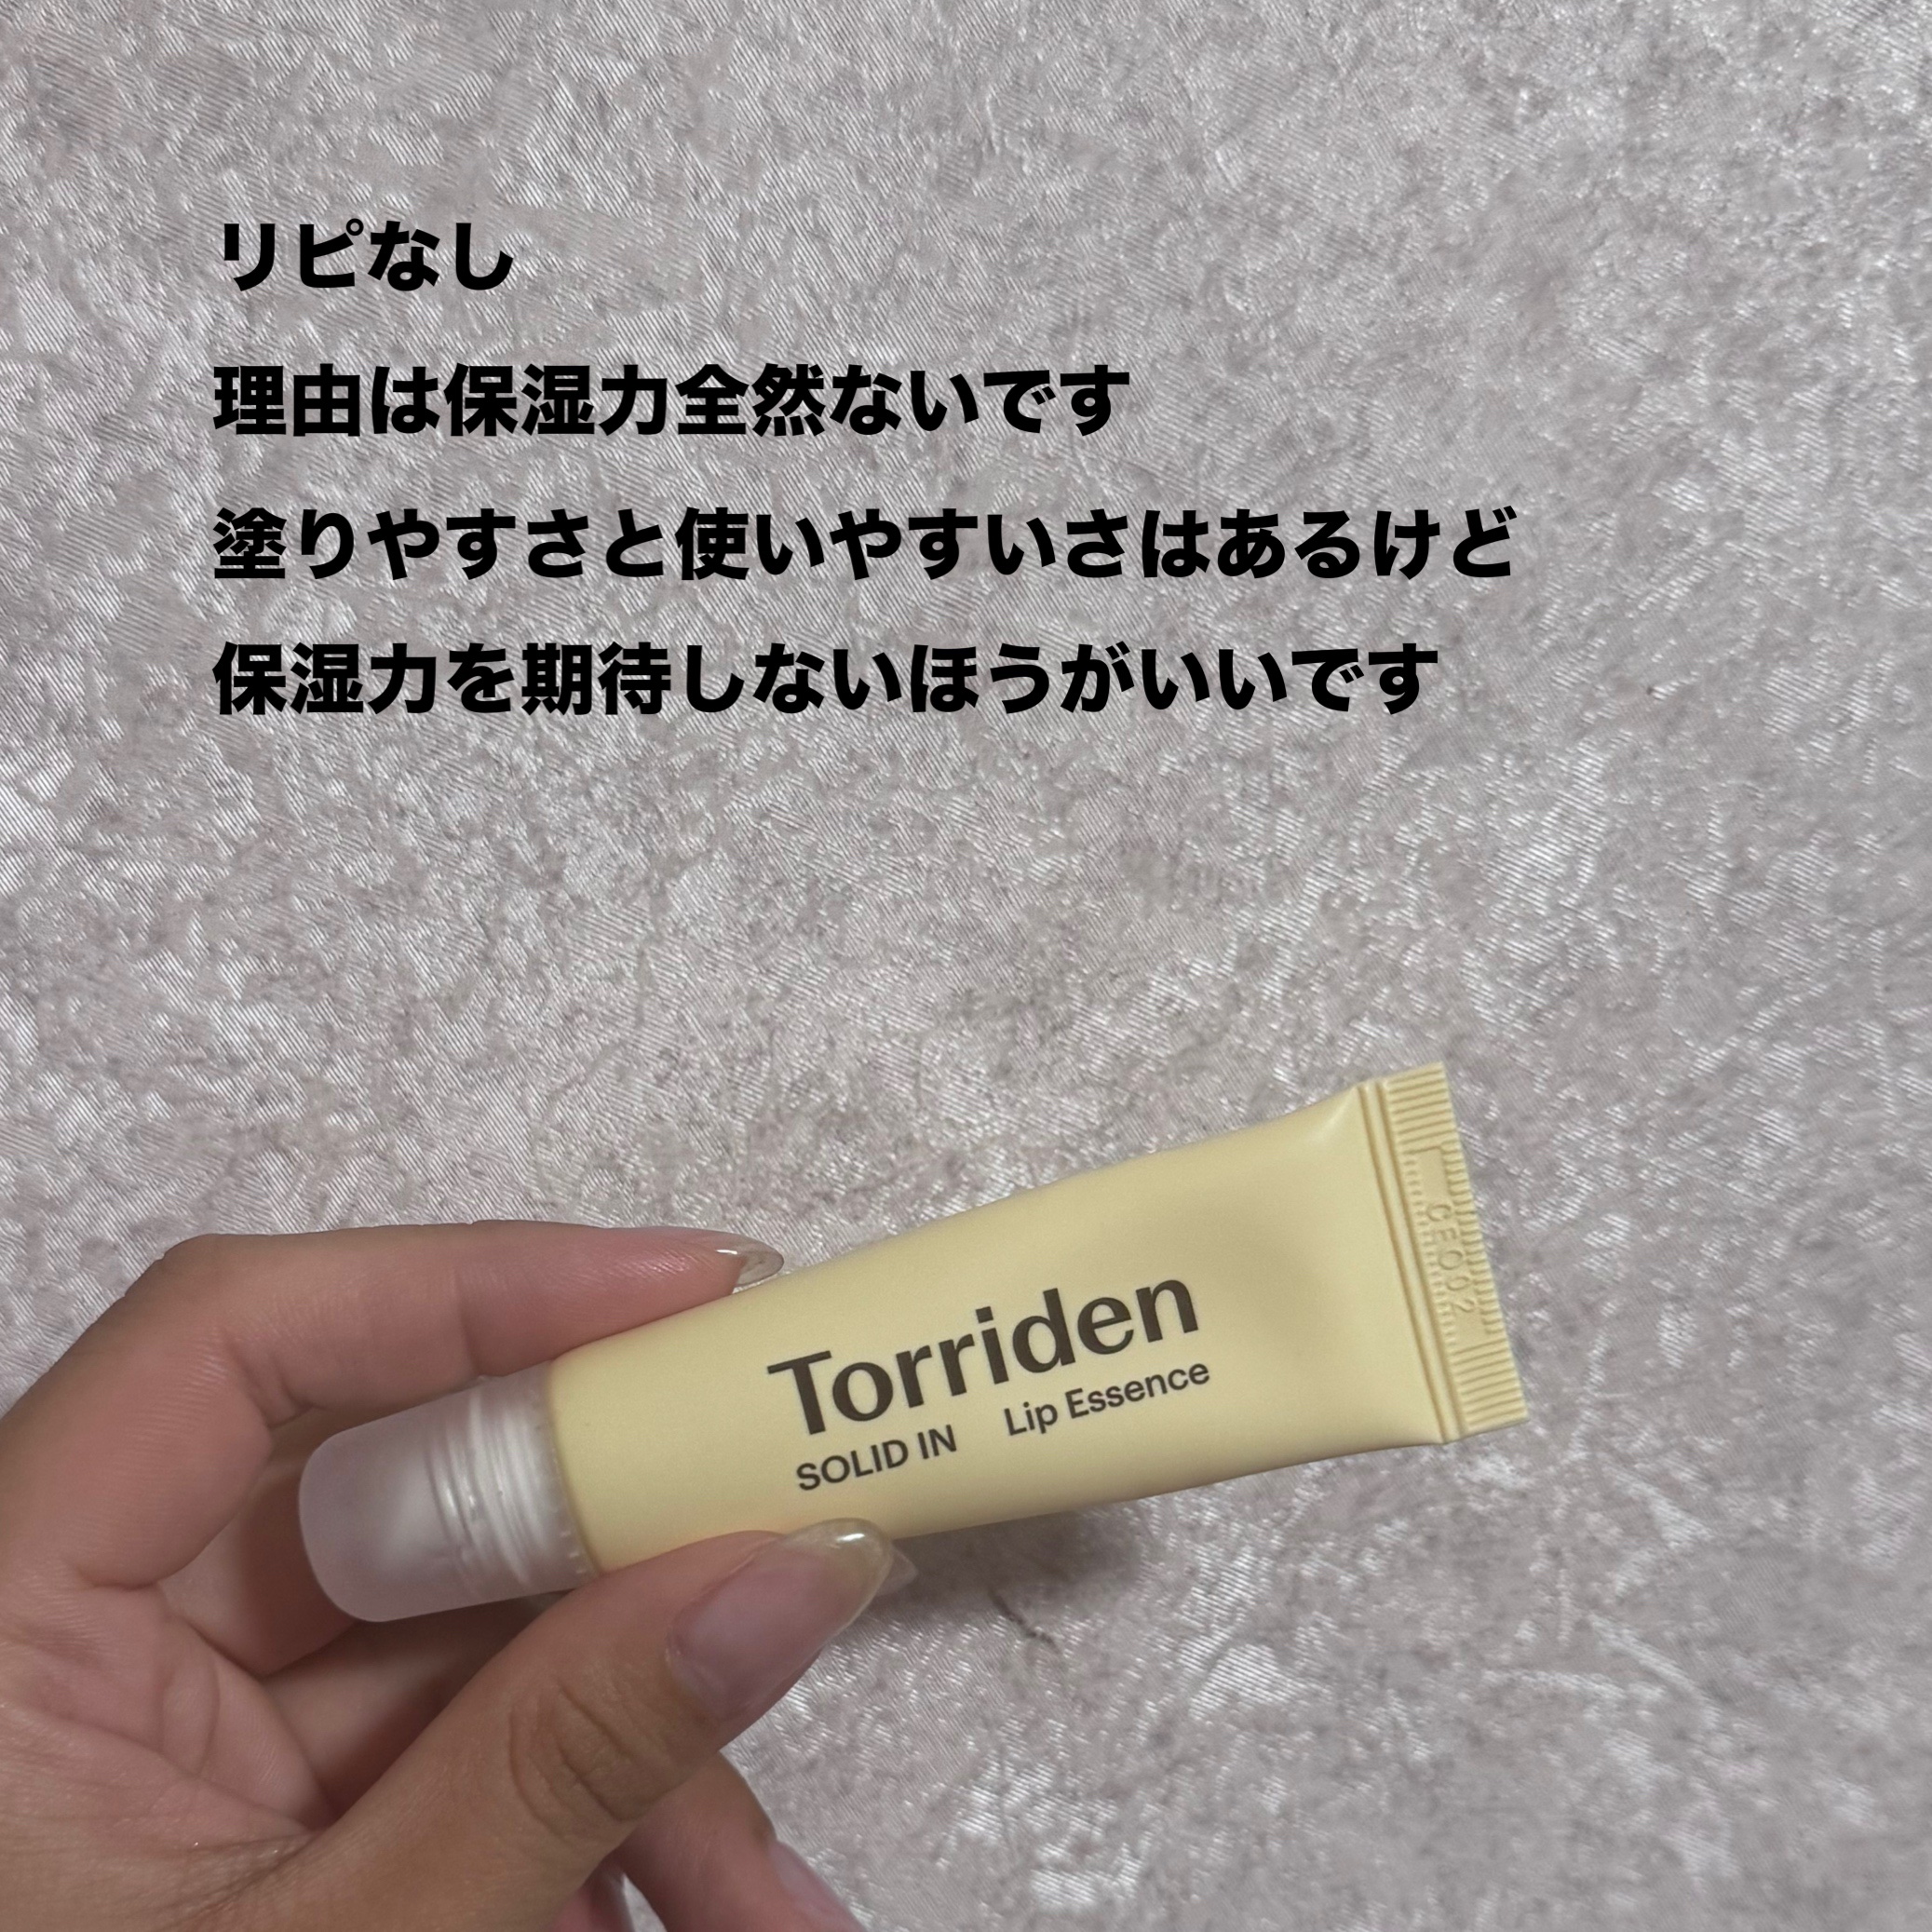 リピなし
理由は保湿力全然ないです
塗りやすさと使いやすいさはあるけど
保湿力を期待しないほうがいいです
Torriden
SOLID IN Lip Essence
CEO02